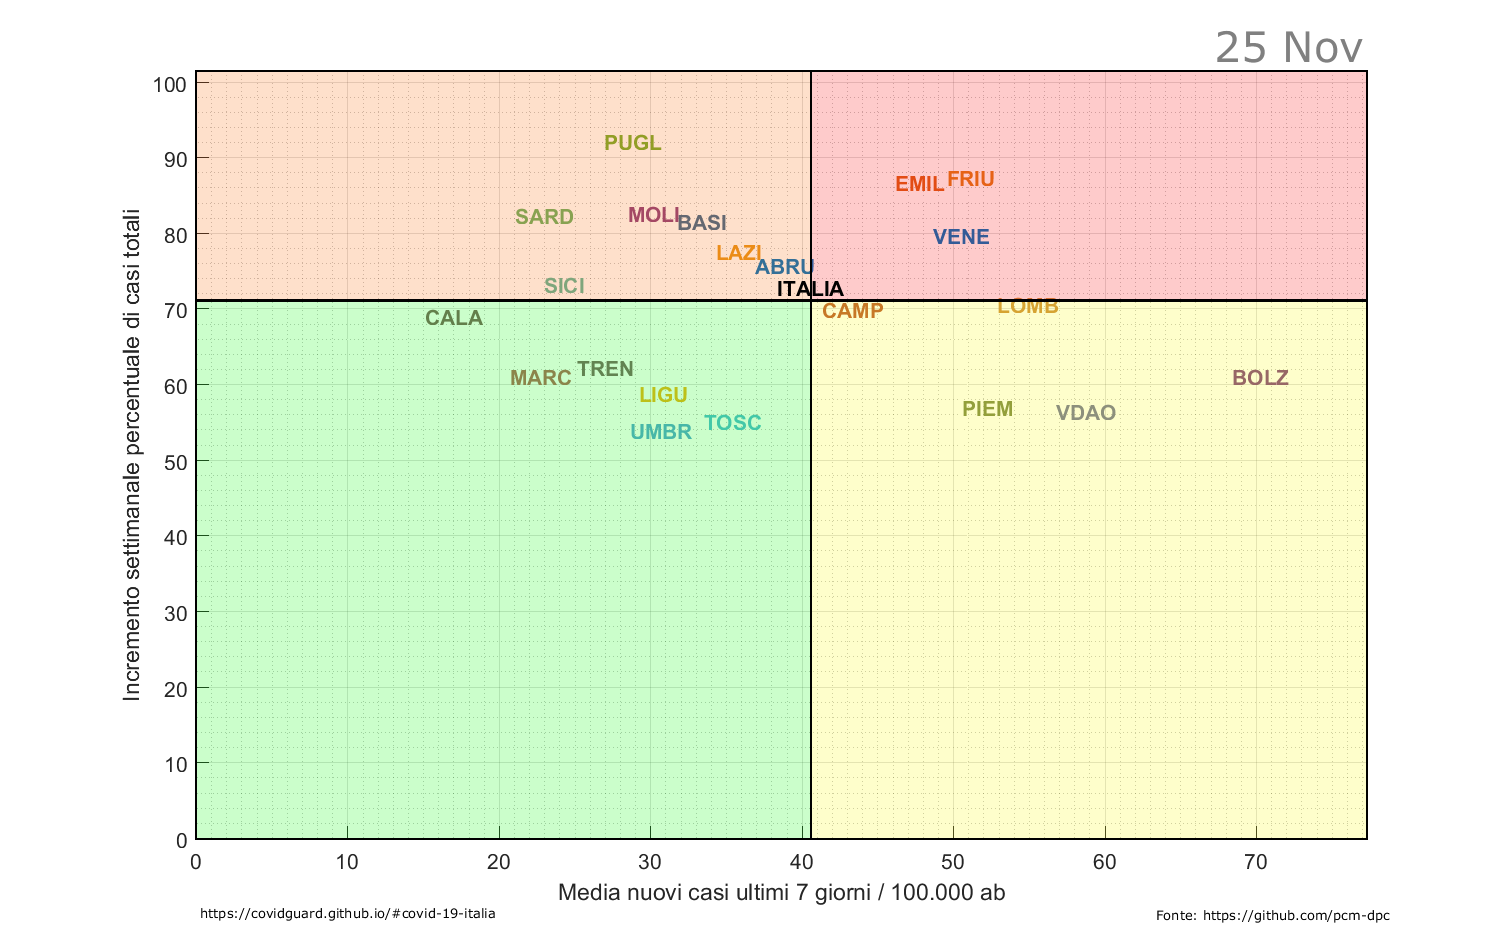 25 Nov
100
90
80
70
60
50
40
30
20
10
0
Incremento settimanale percentuale di casi totali
PUGL
EMIL
FRIU
SARD
MOLI
BASI
VENE
LAZI
ABRU
SICI
ITALIA
LOMB
CAMP
CALA
TREN
MARC
BOLZ
LIGU
PIEM
VDAO
TOSC
UMBR
0
10
20
30
40
50
60
70
Media nuovi casi ultimi 7 giorni / 100.000 ab
https://covidguard.github.io/#covid-19-italia
Fonte: https://github.com/pcm-dpc